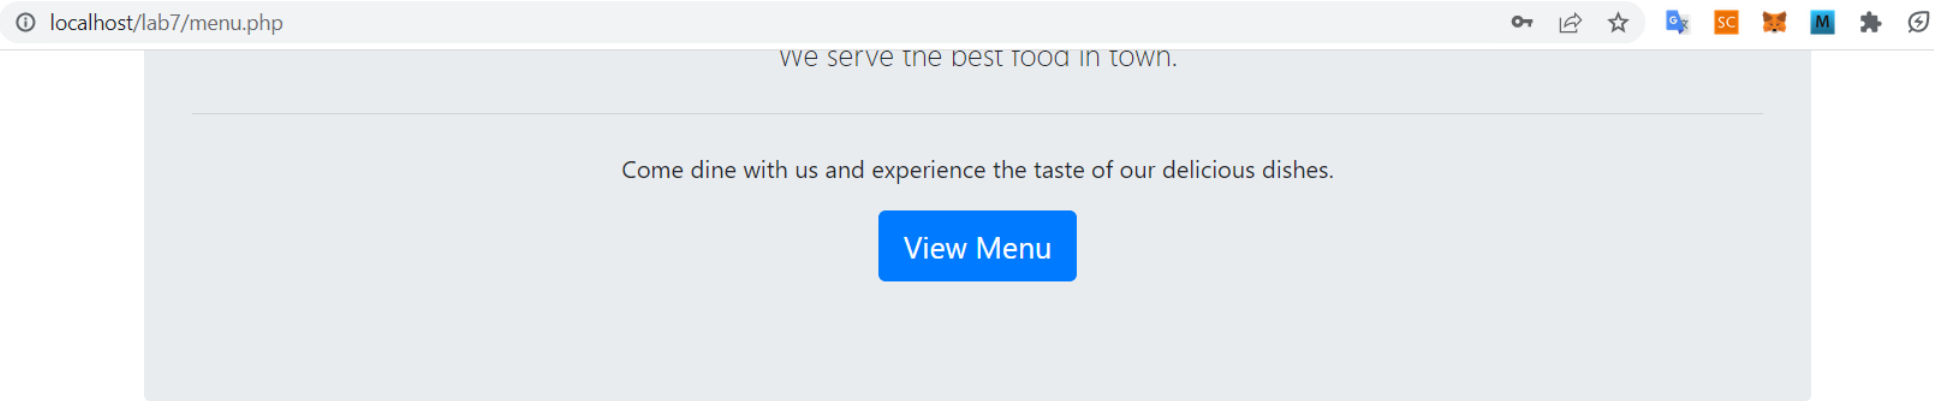 localhost/lab7/menu.php
SC
M
We serve the best food in town.
Come dine with us and experience the taste of our delicious dishes.
View Menu